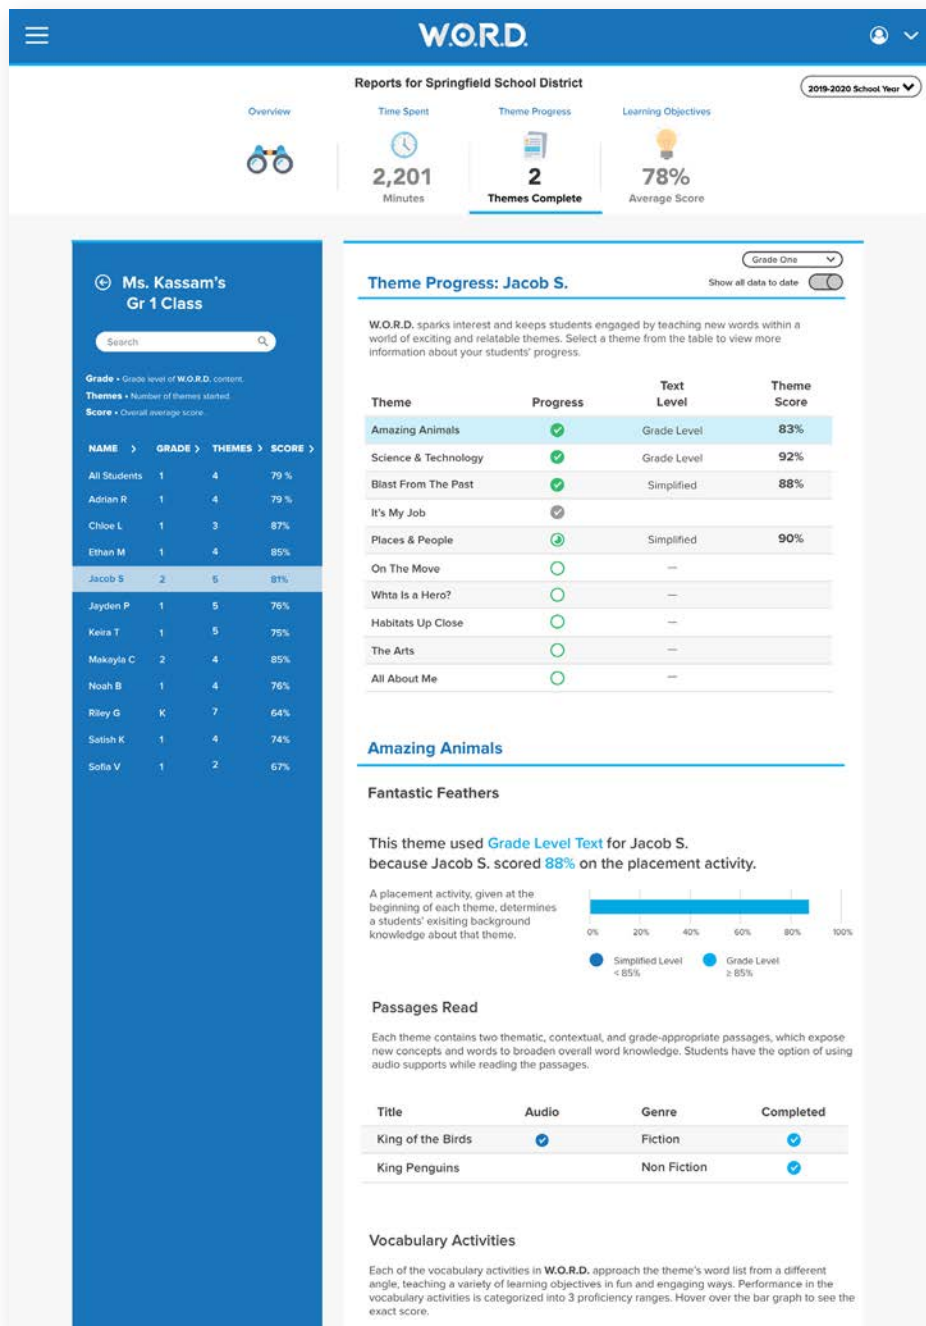 W.O.R.D.
Reports for Springfield School District
2019-2020 School Year
Overview
Time Spent
2,201
Minutes
Theme Progress
2
Themes Complete
Learning Objectives
78%
Average Score
Ms. Kassam's
Gr 1 Class
Search
Grade • Grade level of W.O.R.D. content.
Themes • Number of themes started.
Score • Overall average score.
NAME > GRADE > THEMES > SCORE >
All Students 1 4 79 %
Adrian R 1 4 79 %
Chloe L 1 3 87%
Ethan M 1 4 85%
Jacob S 2 5 81%
Jayden P 1 5 76%
Keira T 1 5 75%
Makayla C 2 4 85%
Noah B 1 4 76%
Riley G K 7 64%
Satish K 1 4 74%
Sofia V 1 2 67%
Grade One
Theme Progress: Jacob S.
Show all data to date
W.O.R.D. sparks interest and keeps students engaged by teaching new words within a
world of exciting and relatable themes. Select a theme from the table to view more
information about your students' progress.
Theme Progress Text Level Theme Score
Amazing Animals Grade Level 83%
Science & Technology Grade Level 92%
Blast From The Past Simplified 88%
It's My Job
Places & People Simplified 90%
On The Move —
Whta Is a Hero? —
Habitats Up Close —
The Arts —
All About Me —
Amazing Animals
Fantastic Feathers
This theme used Grade Level Text for Jacob S.
because Jacob S. scored 88% on the placement activity.
A placement activity, given at the
beginning of each theme, determines
a students' exisiting background
knowledge about that theme.
0% 20% 40% 60% 80% 100%
Simplified Level
< 85%
Grade Level
≥ 85%
Passages Read
Each theme contains two thematic, contextual, and grade-appropriate passages, which expose
new concepts and words to broaden overall word knowledge. Students have the option of using
audio supports while reading the passages.
Title Audio Genre Completed
King of the Birds Fiction
King Penguins Non Fiction
Vocabulary Activities
Each of the vocabulary activities in W.O.R.D. approach the theme's word list from a different
angle, teaching a variety of learning objectives in fun and engaging ways. Performance in the
vocabulary activities is categorized into 3 proficiency ranges. Hover over the bar graph to see the
exact score.